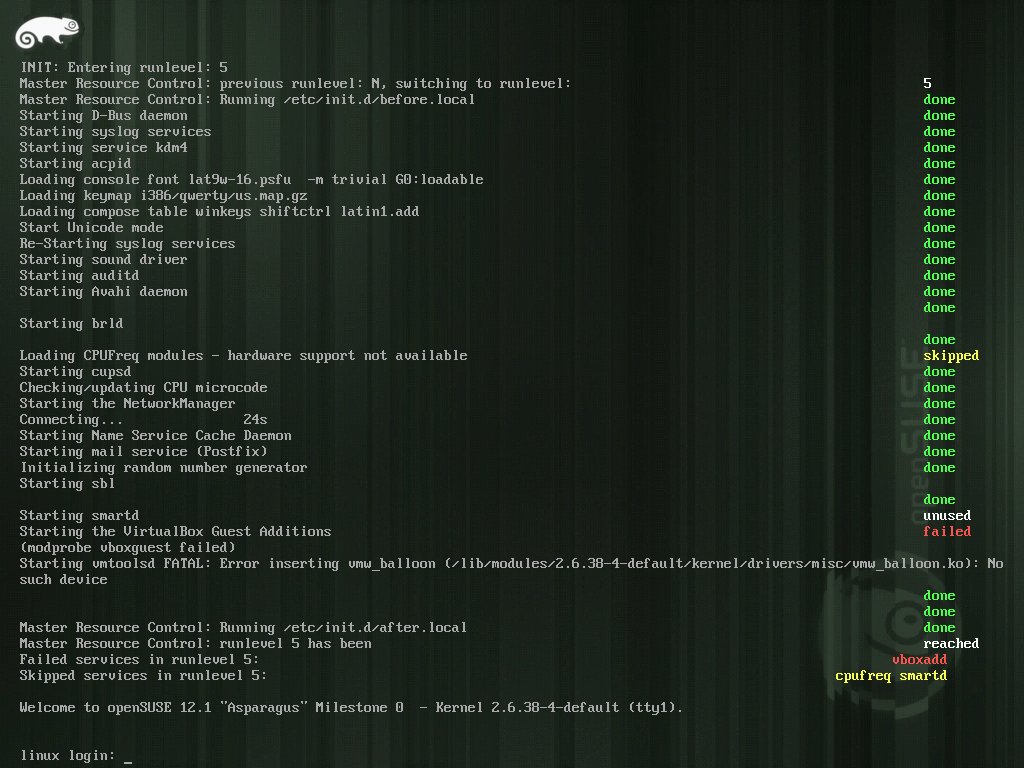 INIT: Entering runlevel: 5
Master Resource Control: previous runlevel: N, switching to runlevel: 5
Master Resource Control: Running /etc/init.d/before.local done
Starting D-Bus daemon done
Starting syslog services done
Starting service kdm4 done
Starting acpid done
Loading console font lat9w-16.psfu  -m trivial G0:loadable done
Loading keymap i386/qwerty/us.map.gz done
Loading compose table winkeys shiftctrl latin1.add done
Start Unicode mode done
Re-Starting syslog services done
Starting sound driver done
Starting auditd done
Starting Avahi daemon done
done
Starting brld
done
Loading CPUFreq modules - hardware support not available skipped
Starting cupsd done
Checking/updating CPU microcode done
Starting the NetworkManager done
Connecting... 24s done
Starting Name Service Cache Daemon done
Starting mail service (Postfix) done
Initializing random number generator done
Starting sbl
done
Starting smartd unused
Starting the VirtualBox Guest Additions failed
(modprobe vboxguest failed)
Starting vmtoolsd FATAL: Error inserting vmw_balloon (/lib/modules/2.6.38-4-default/kernel/drivers/misc/vmw_balloon.ko): No
such device
done
done
Master Resource Control: Running /etc/init.d/after.local done
Master Resource Control: runlevel 5 has been reached
Failed services in runlevel 5: vboxadd
Skipped services in runlevel 5: cpufreq smartd
Welcome to openSUSE 12.1 "Asparagus" Milestone 0  - Kernel 2.6.38-4-default (tty1).
linux login: _
openSUSE